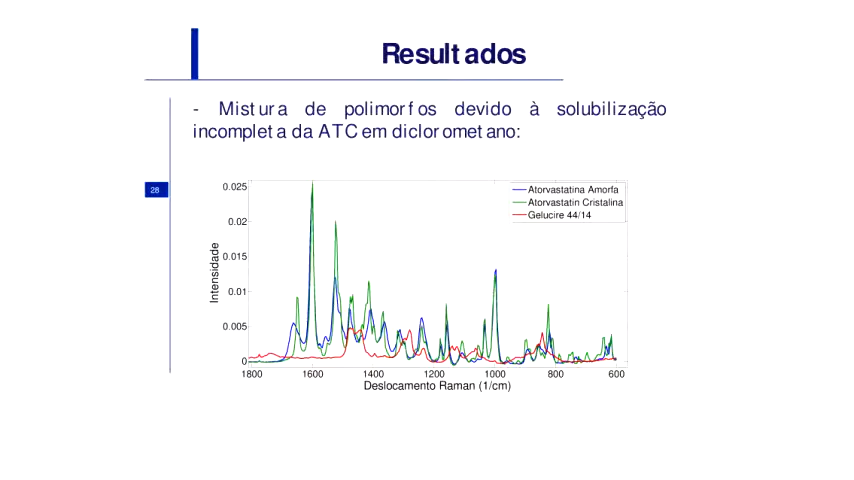 Resultados
- Mistura de polimorfos devido à solubilização
incompleta da ATC em diclorometano:
28
0.025
0.02
0.015
0.01
0.005
0
Intensidade
Atorvastatina Amorfa
Atorvastatin Cristalina
Gelucire 44/14
1800 1600 1400 1200 1000 800 600
Deslocamento Raman (1/cm)